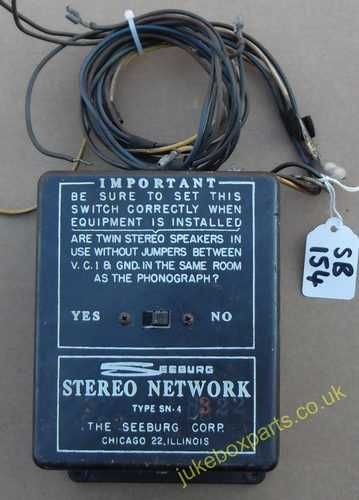 IMPORTANT
BE SURE TO SET THIS
SWITCH CORRECTLY WHEN
EQUIPMENT IS INSTALLED
ARE TWIN STEREO SPEAKERS IN
USE WITHOUT JUMPERS BETWEEN
V.C.1 & GND. IN THE SAME ROOM
AS THE PHONOGRAPH?
YES NO
SEEBURG
STEREO NETWORK
TYPE SN-4
THE SEEBURG CORP.
CHICAGO 22, ILLINOIS
SB
154
jukeboxparts.co.uk